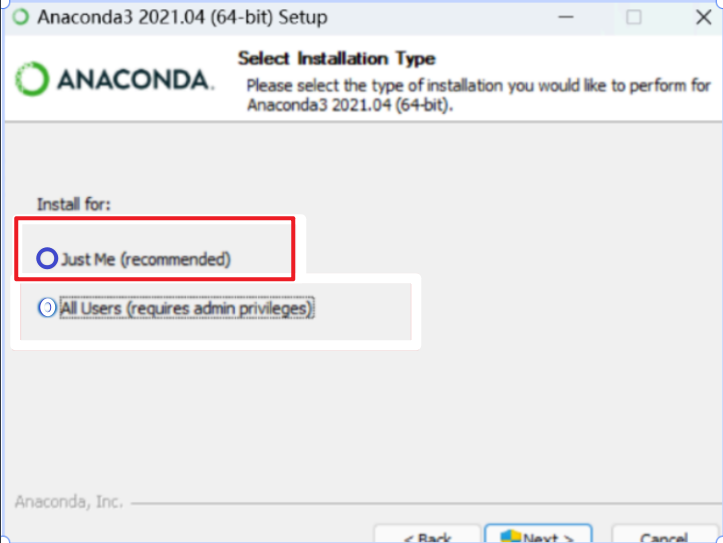 Anaconda3 2021.04 (64-bit) Setup
ANACONDA.
Select Installation Type
Please select the type of installation you would like to perform for
Anaconda3 2021.04 (64-bit).
Install for:
Just Me (recommended)
All Users (requires admin privileges)
Anaconda, Inc.
< Back Next > Cancel